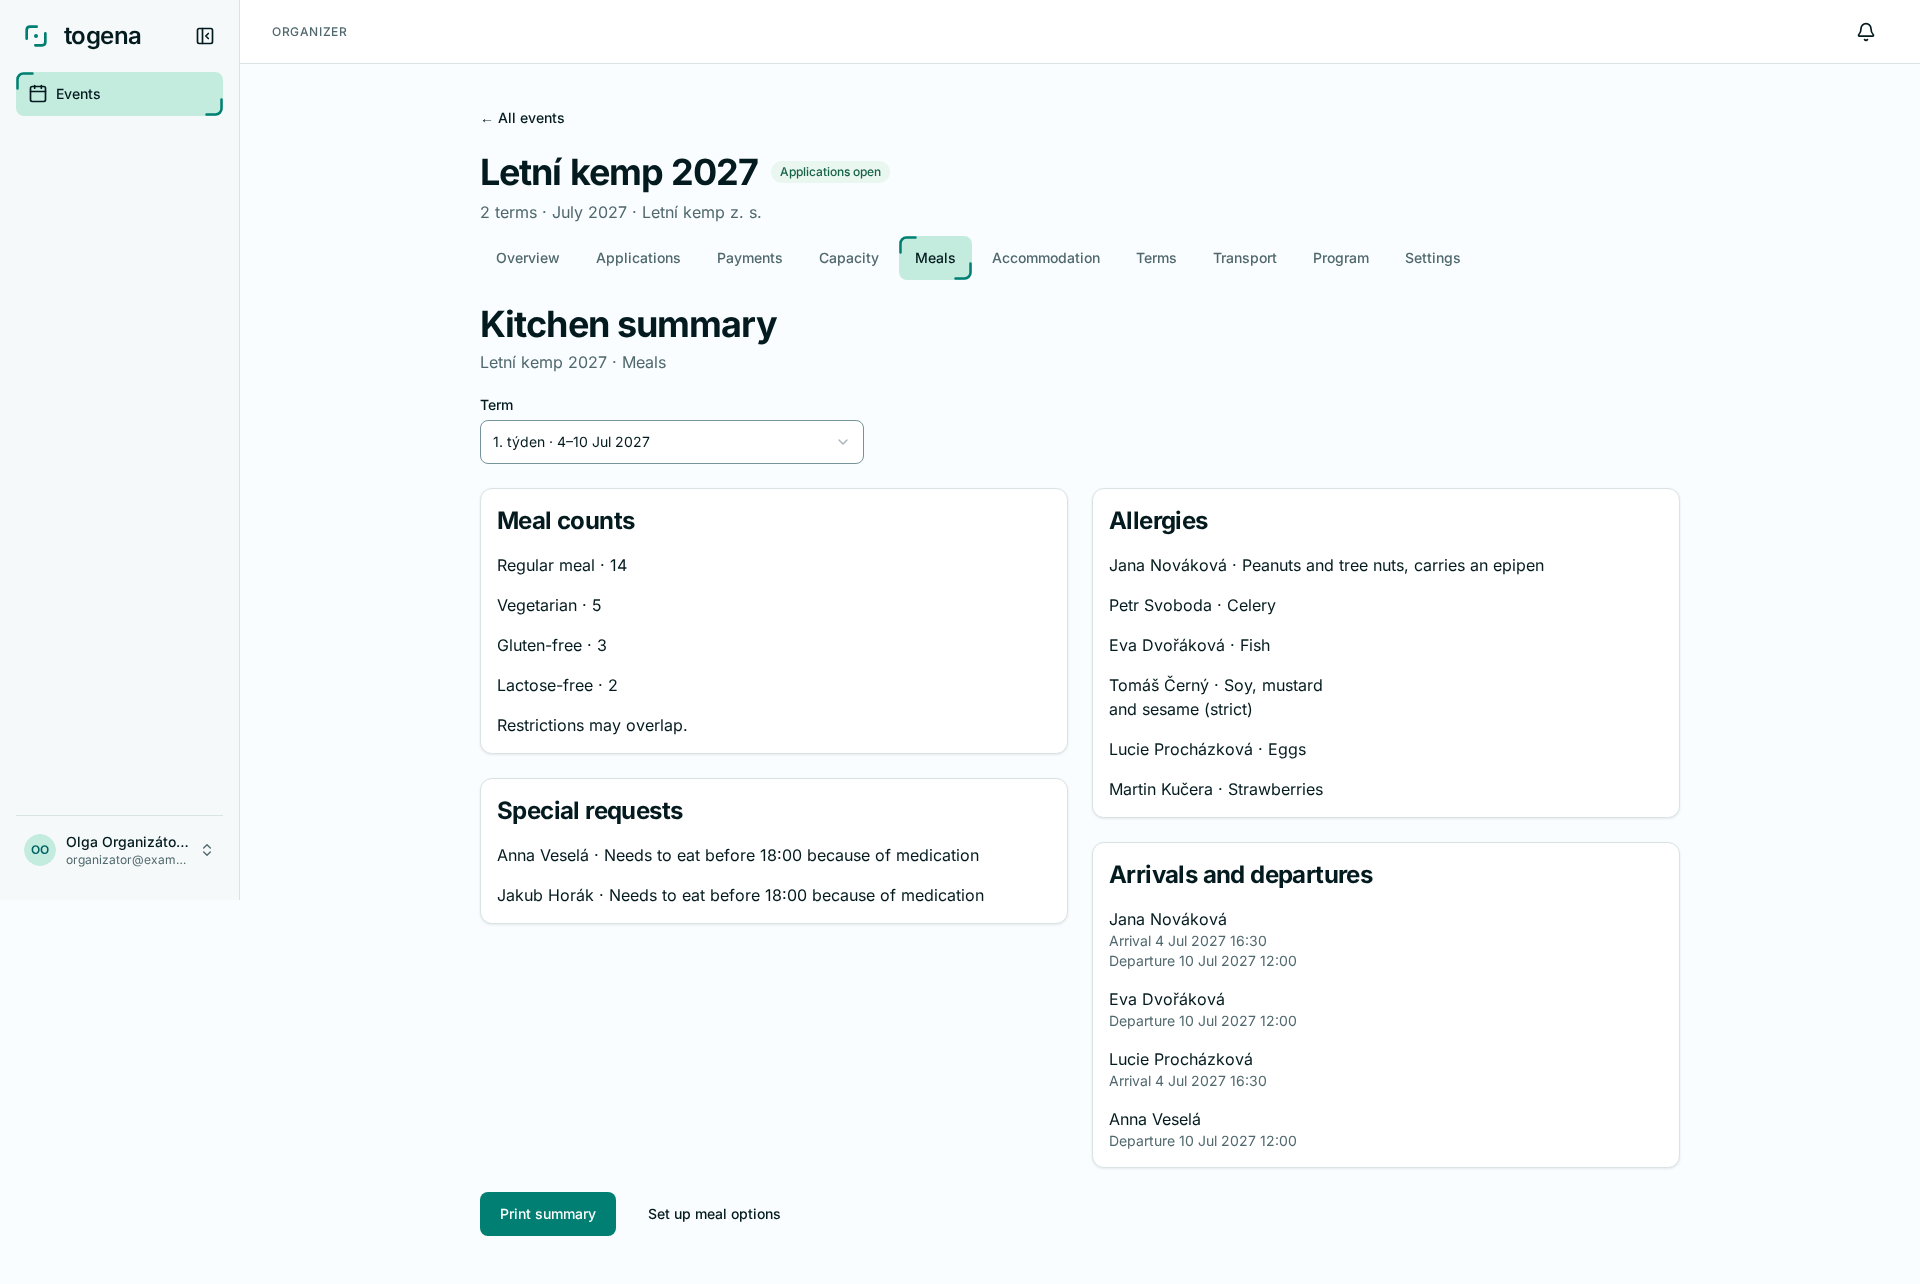 togena
ORGANIZER
Events
← All events
Letní kemp 2027
Applications open
2 terms · July 2027 · Letní kemp z. s.
Overview
Applications
Payments
Capacity
Meals
Accommodation
Terms
Transport
Program
Settings
Kitchen summary
Letní kemp 2027 · Meals
Term
1. týden · 4–10 Jul 2027
Meal counts
Regular meal · 14
Vegetarian · 5
Gluten-free · 3
Lactose-free · 2
Restrictions may overlap.
Special requests
Anna Veselá · Needs to eat before 18:00 because of medication
Jakub Horák · Needs to eat before 18:00 because of medication
Allergies
Jana Nováková · Peanuts and tree nuts, carries an epipen
Petr Svoboda · Celery
Eva Dvořáková · Fish
Tomáš Černý · Soy, mustard
and sesame (strict)
Lucie Procházková · Eggs
Martin Kučera · Strawberries
Arrivals and departures
Jana Nováková
Arrival 4 Jul 2027 16:30
Departure 10 Jul 2027 12:00
Eva Dvořáková
Departure 10 Jul 2027 12:00
Lucie Procházková
Arrival 4 Jul 2027 16:30
Anna Veselá
Departure 10 Jul 2027 12:00
Print summary
Set up meal options
OO
Olga Organizáto...
organizator@exam...